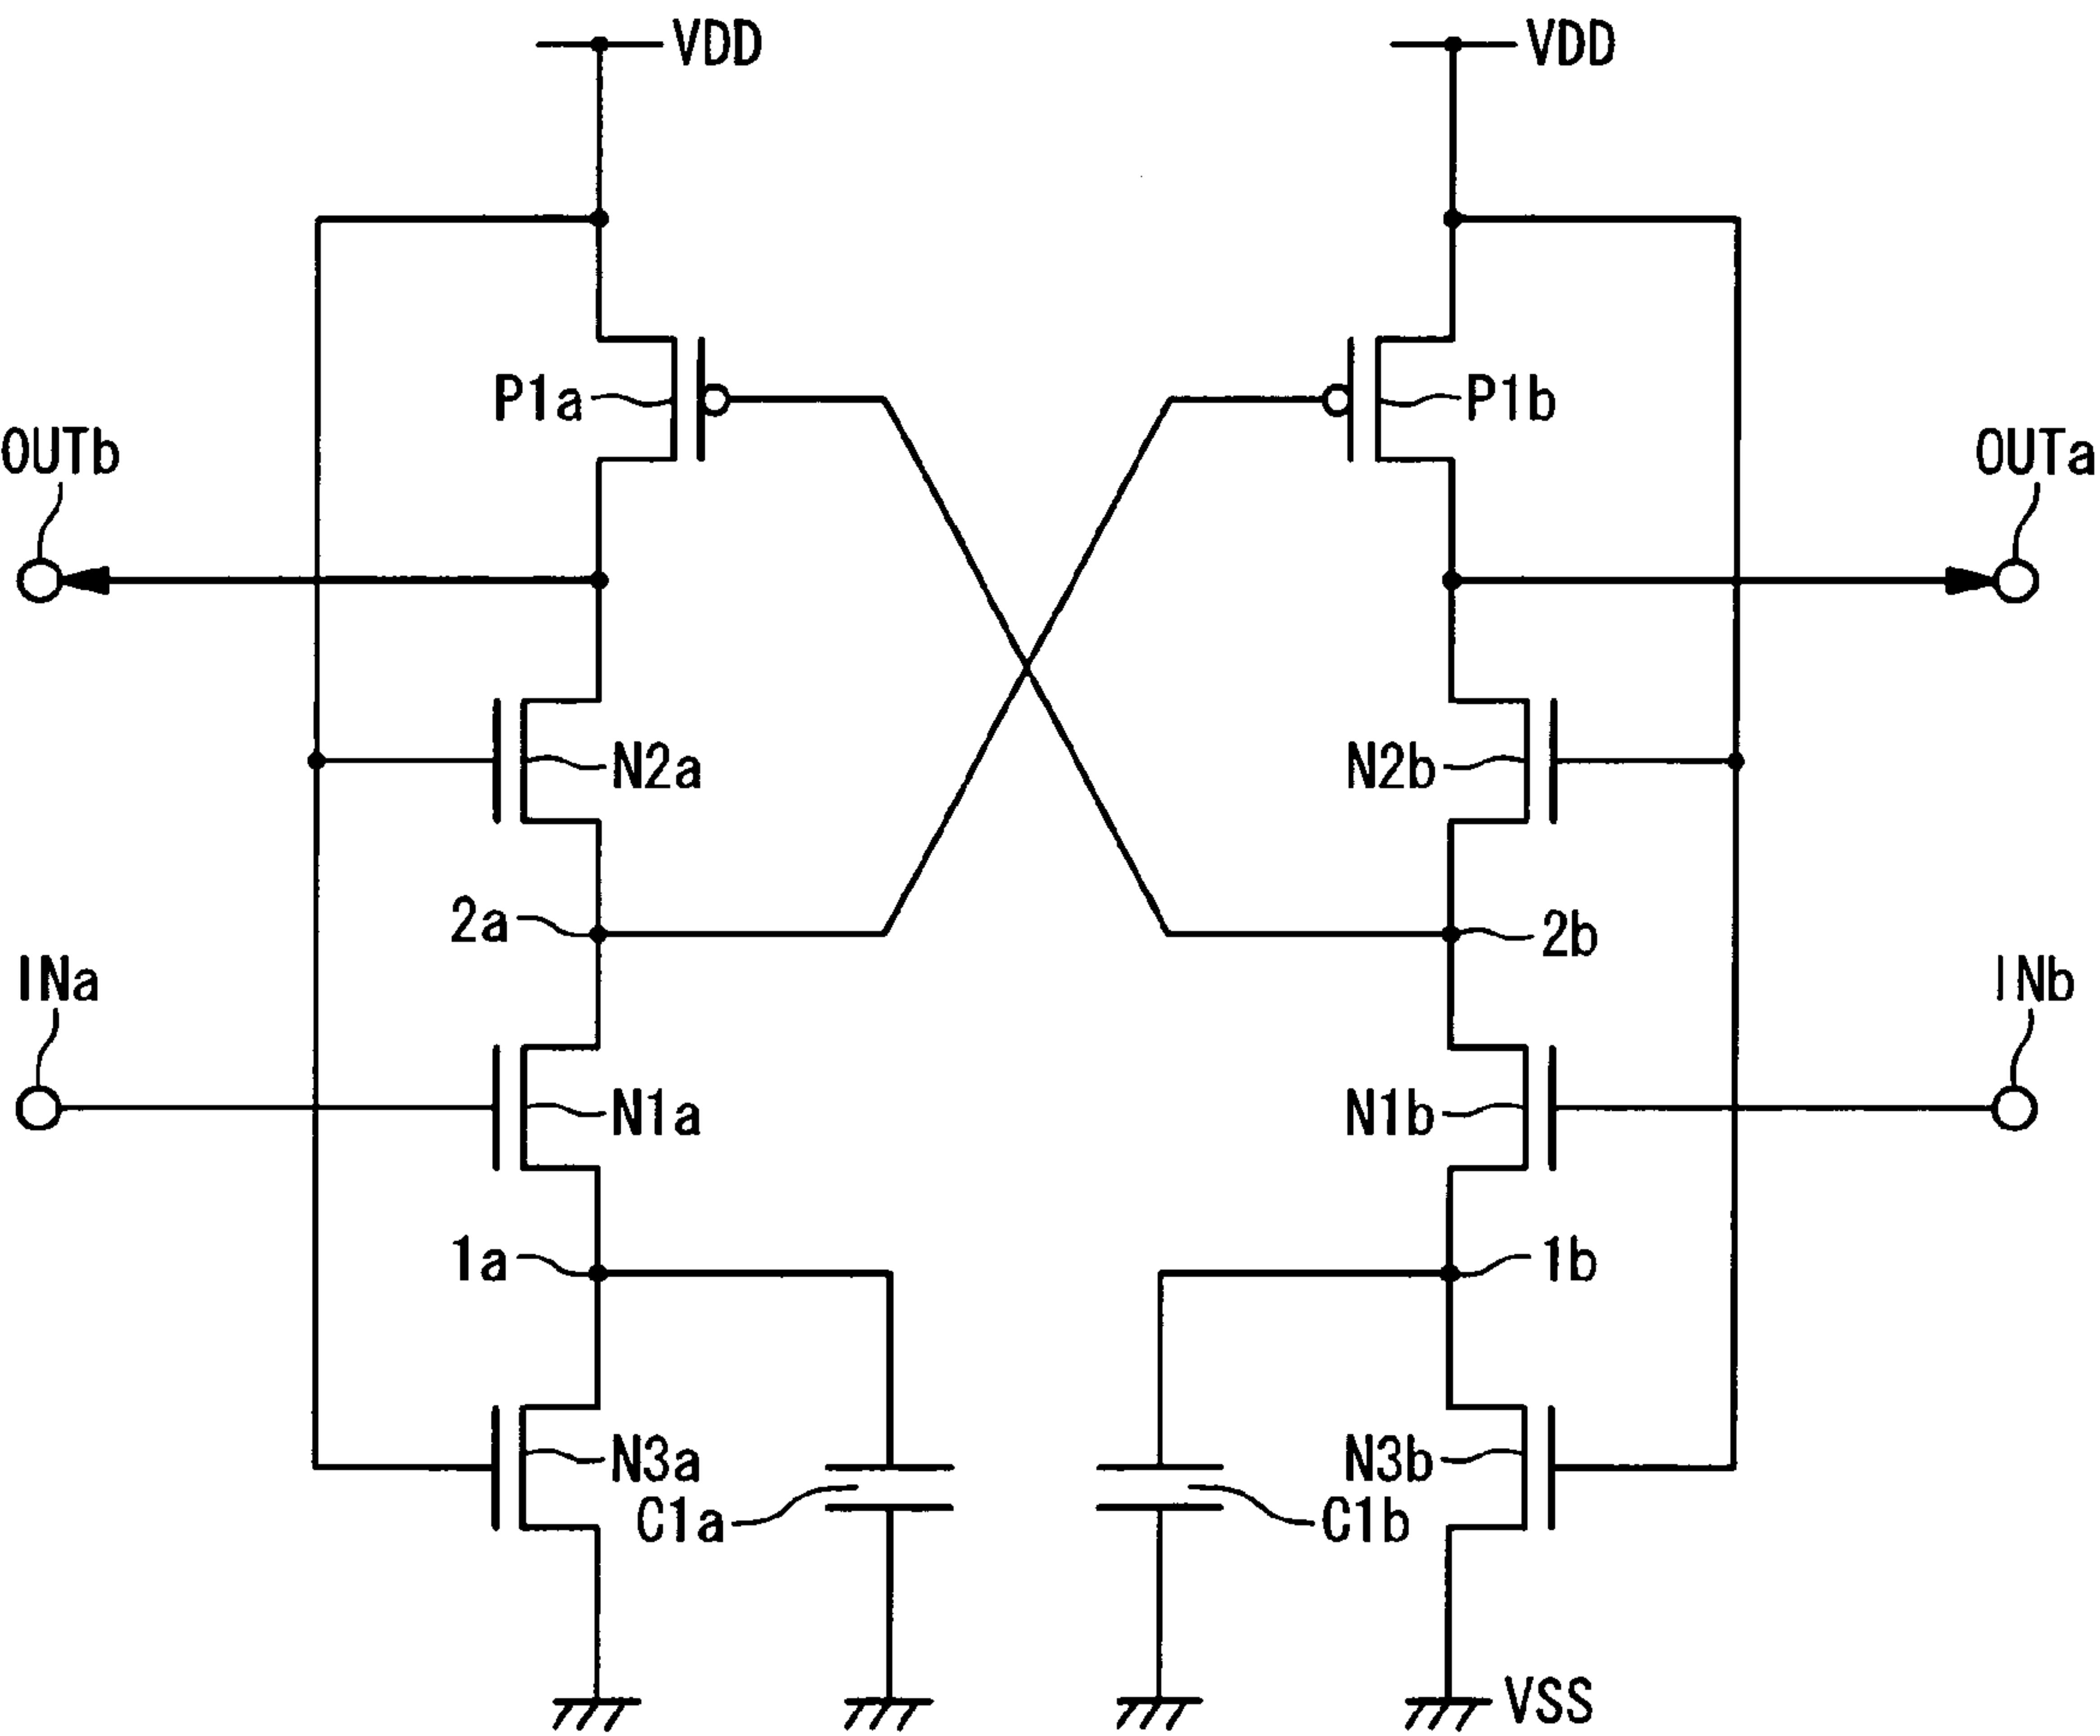 VDD
VDD
P1a
P1b
OUTb
OUTa
N2a
N2b
2a
2b
INa
INb
N1a
N1b
1a
1b
N3a
N3b
C1a
C1b
VSS